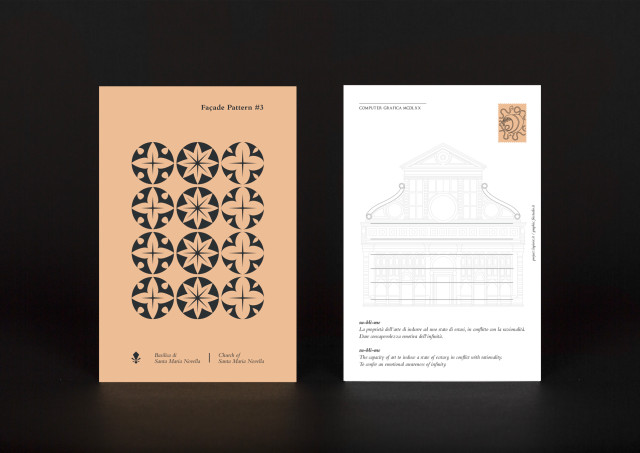 Façade Pattern #3
Basilica di
Santa Maria Novella
Church of
Santa Maria Novella
COMPUTER GRAFICA
su-bli-me
La proprietà dell'arte di indurre ad uno stato di estasi, in conflitto con la razionalità.
Dare consapevolezza emotiva dell'infinità.
su-bli-me
The capacity of art to induce a state of ecstasy in conflict with rationality.
To confer an emotional awareness of infinity.